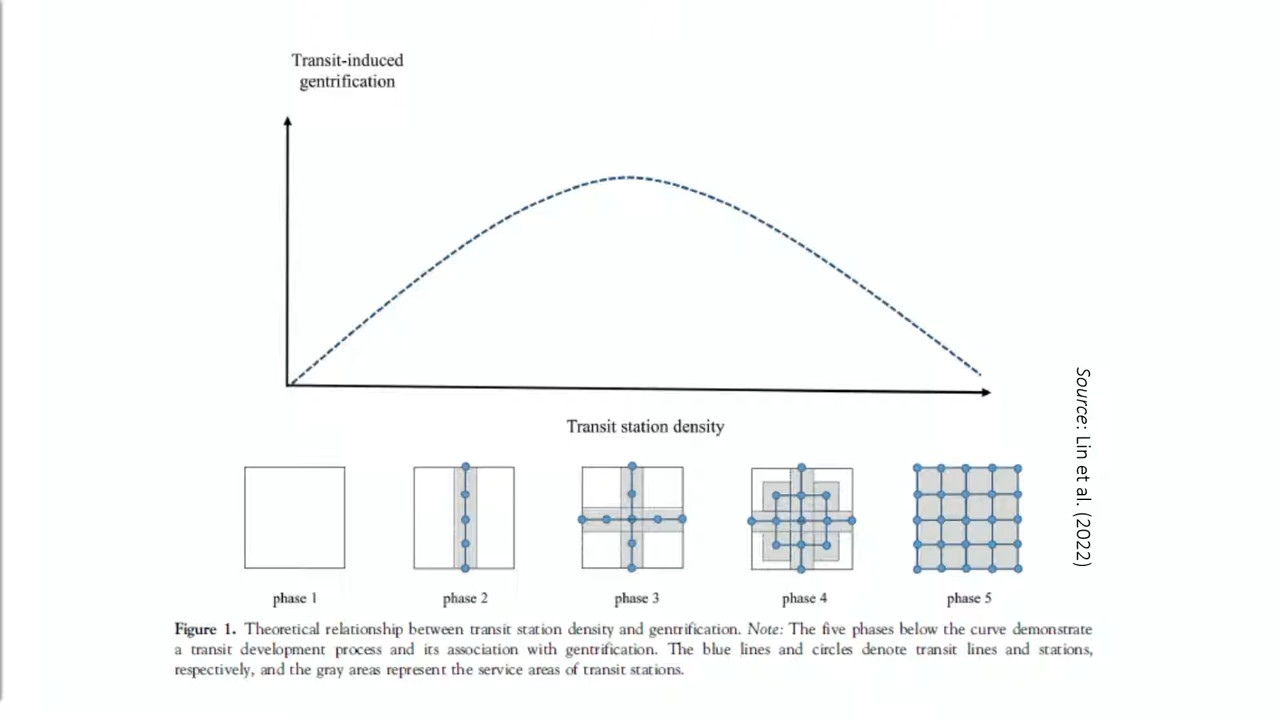 Transit-induced
gentrification
Transit station density
phase 1
phase 2
phase 3
phase 4
phase 5
Source: Lin et al. (2022)
Figure 1. Theoretical relationship between transit station density and gentrification. Note: The five phases below the curve demonstrate
a transit development process and its association with gentrification. The blue lines and circles denote transit lines and stations,
respectively, and the gray areas represent the service areas of transit stations.